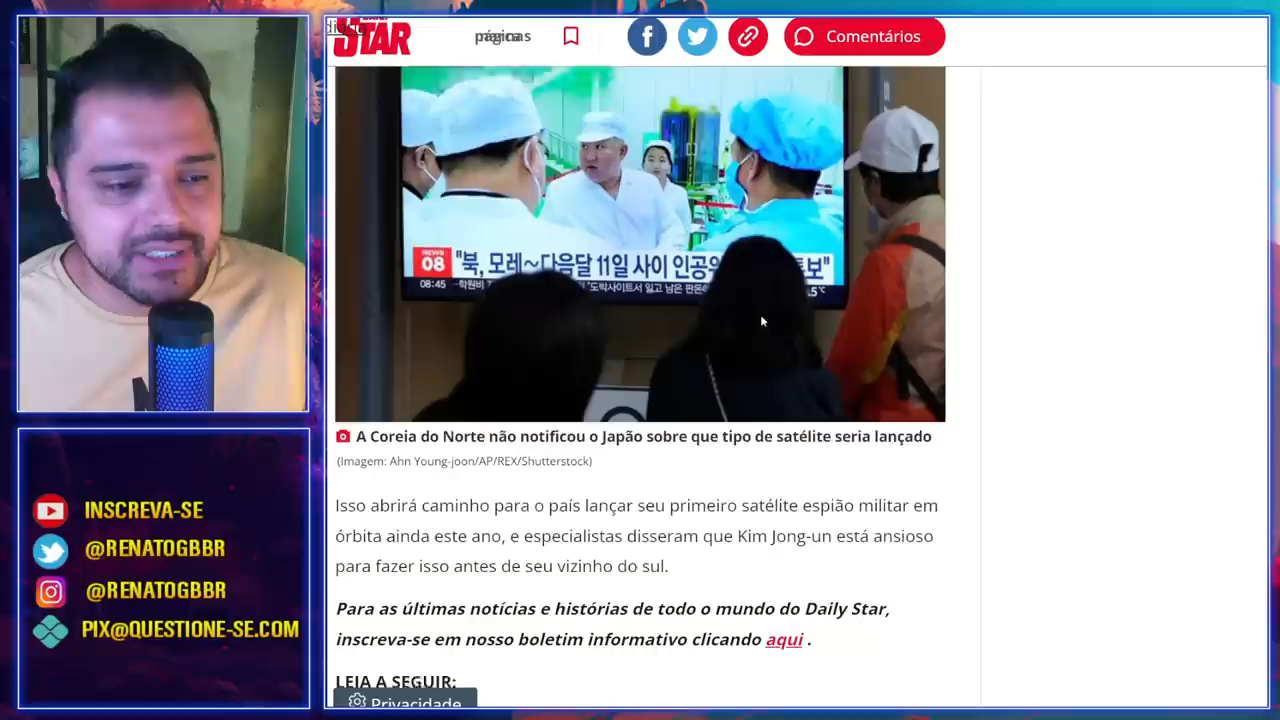 STAR
Comentários
NEWS
08
"북, 모레~다음달 11일 사이 인공
보"
08:45
A Coreia do Norte não notificou o Japão sobre que tipo de satélite seria lançado
(Imagem: Ahn Young-joon/AP/REX/Shutterstock)
Isso abrirá caminho para o país lançar seu primeiro satélite espião militar em
órbita ainda este ano, e especialistas disseram que Kim Jong-un está ansioso
para fazer isso antes de seu vizinho do sul.
Para as últimas notícias e histórias de todo o mundo do Daily Star,
inscreva-se em nosso boletim informativo clicando aqui .
LEIA A SEGUIR:
Privacidade
INSCREVA-SE
@RENATOGBBR
@RENATOGBBR
PIX@QUESTIONE-SE.COM